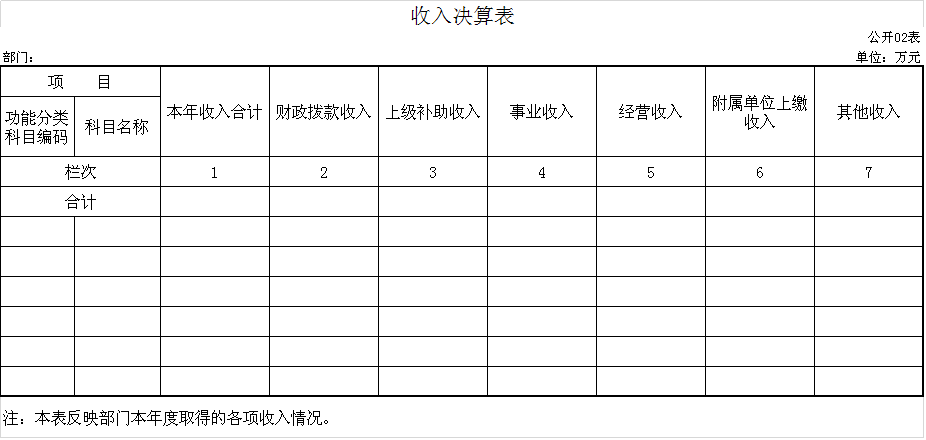 收入决算表
公开02表
部门：
单位：万元
项 目
本年收入合计
财政拨款收入
上级补助收入
事业收入
经营收入
附属单位上缴
收入
其他收入
功能分类
科目编码
科目名称
栏次
1
2
3
4
5
6
7
合计
注：本表反映部门本年度取得的各项收入情况。